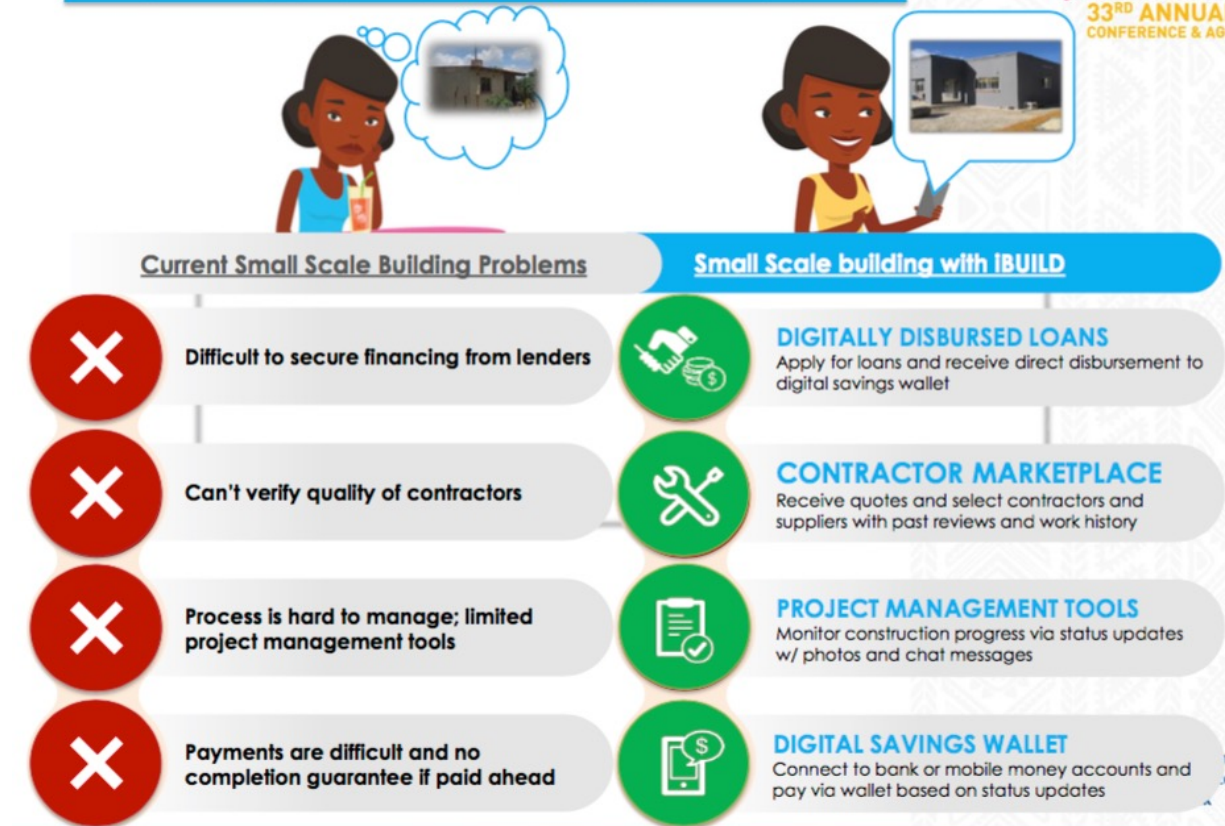 33RD ANNUAL
CONFERENCE & AG
Current Small Scale Building Problems
Small Scale building with iBUILD
Difficult to secure financing from lenders
DIGITALLY DISBURSED LOANS
Apply for loans and receive direct disbursement to
digital savings wallet
Can't verify quality of contractors
CONTRACTOR MARKETPLACE
Receive quotes and select contractors and
suppliers with past reviews and work history
Process is hard to manage; limited
project management tools
PROJECT MANAGEMENT TOOLS
Monitor construction progress via status updates
w/ photos and chat messages
Payments are difficult and no
completion guarantee if paid ahead
DIGITAL SAVINGS WALLET
Connect to bank or mobile money accounts and
pay via wallet based on status updates